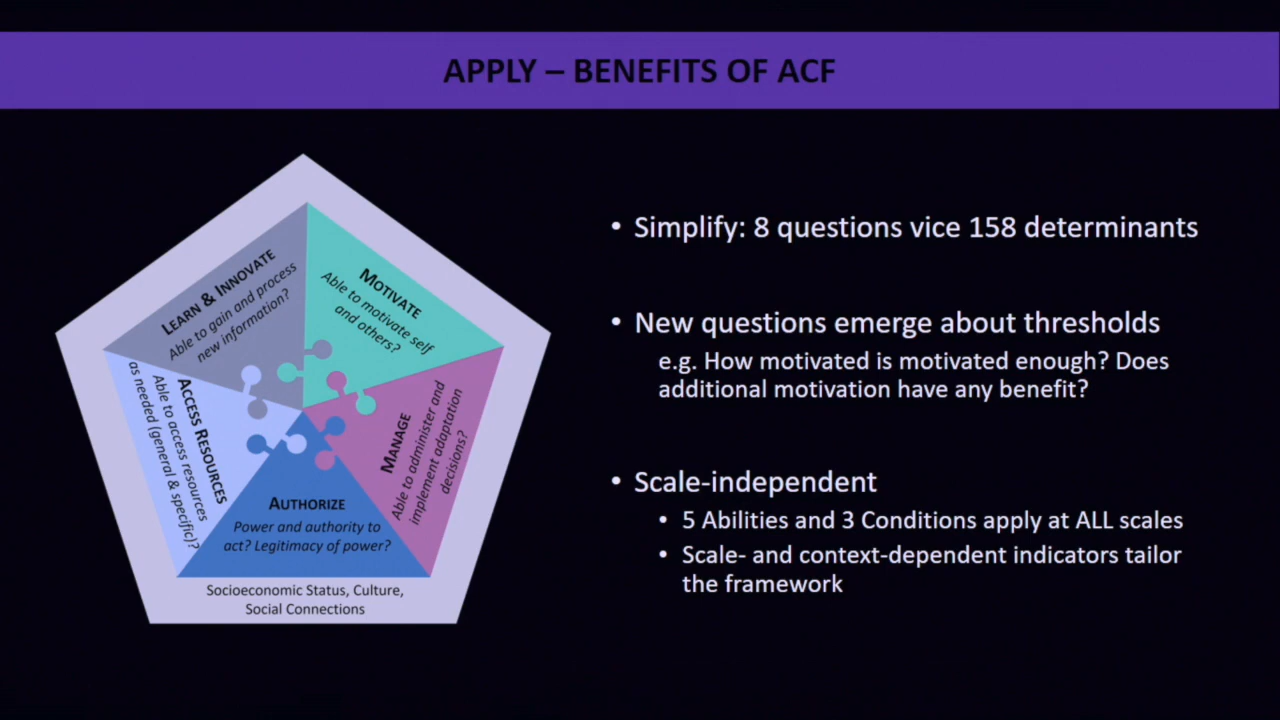 APPLY – BENEFITS OF ACF
LEARN & INNOVATE
Able to gain and process
new information?
MOTIVATE
Able to motivate self
and others?
MANAGE
Able to administer and
implement adaptation
decisions?
AUTHORIZE
Power and authority to
act? Legitimacy of power?
ACCESS RESOURCES
Able to access resources
as needed (general & specific)?
Socioeconomic Status, Culture,
Social Connections
• Simplify: 8 questions vice 158 determinants
• New questions emerge about thresholds
e.g. How motivated is motivated enough? Does
additional motivation have any benefit?
• Scale-independent
• 5 Abilities and 3 Conditions apply at ALL scales
• Scale- and context-dependent indicators tailor
the framework